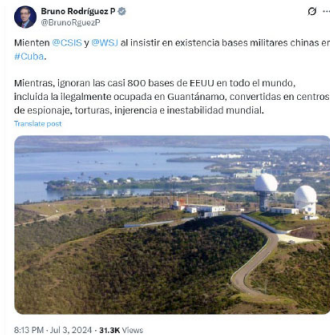 Bruno Rodríguez P
@BrunoRguezP
Mienten @CSIS y @WSJ al insistir en existencia bases militares chinas en
#Cuba.
Mientras, ignoran las casi 800 bases de EEUU en todo el mundo,
incluida la ilegalmente ocupada en Guantánamo, convertidas en centros
de espionaje, torturas, injerencia e inestabilidad mundial.
Translate post
8:13 PM · Jul 3, 2024 · 31.3K Views